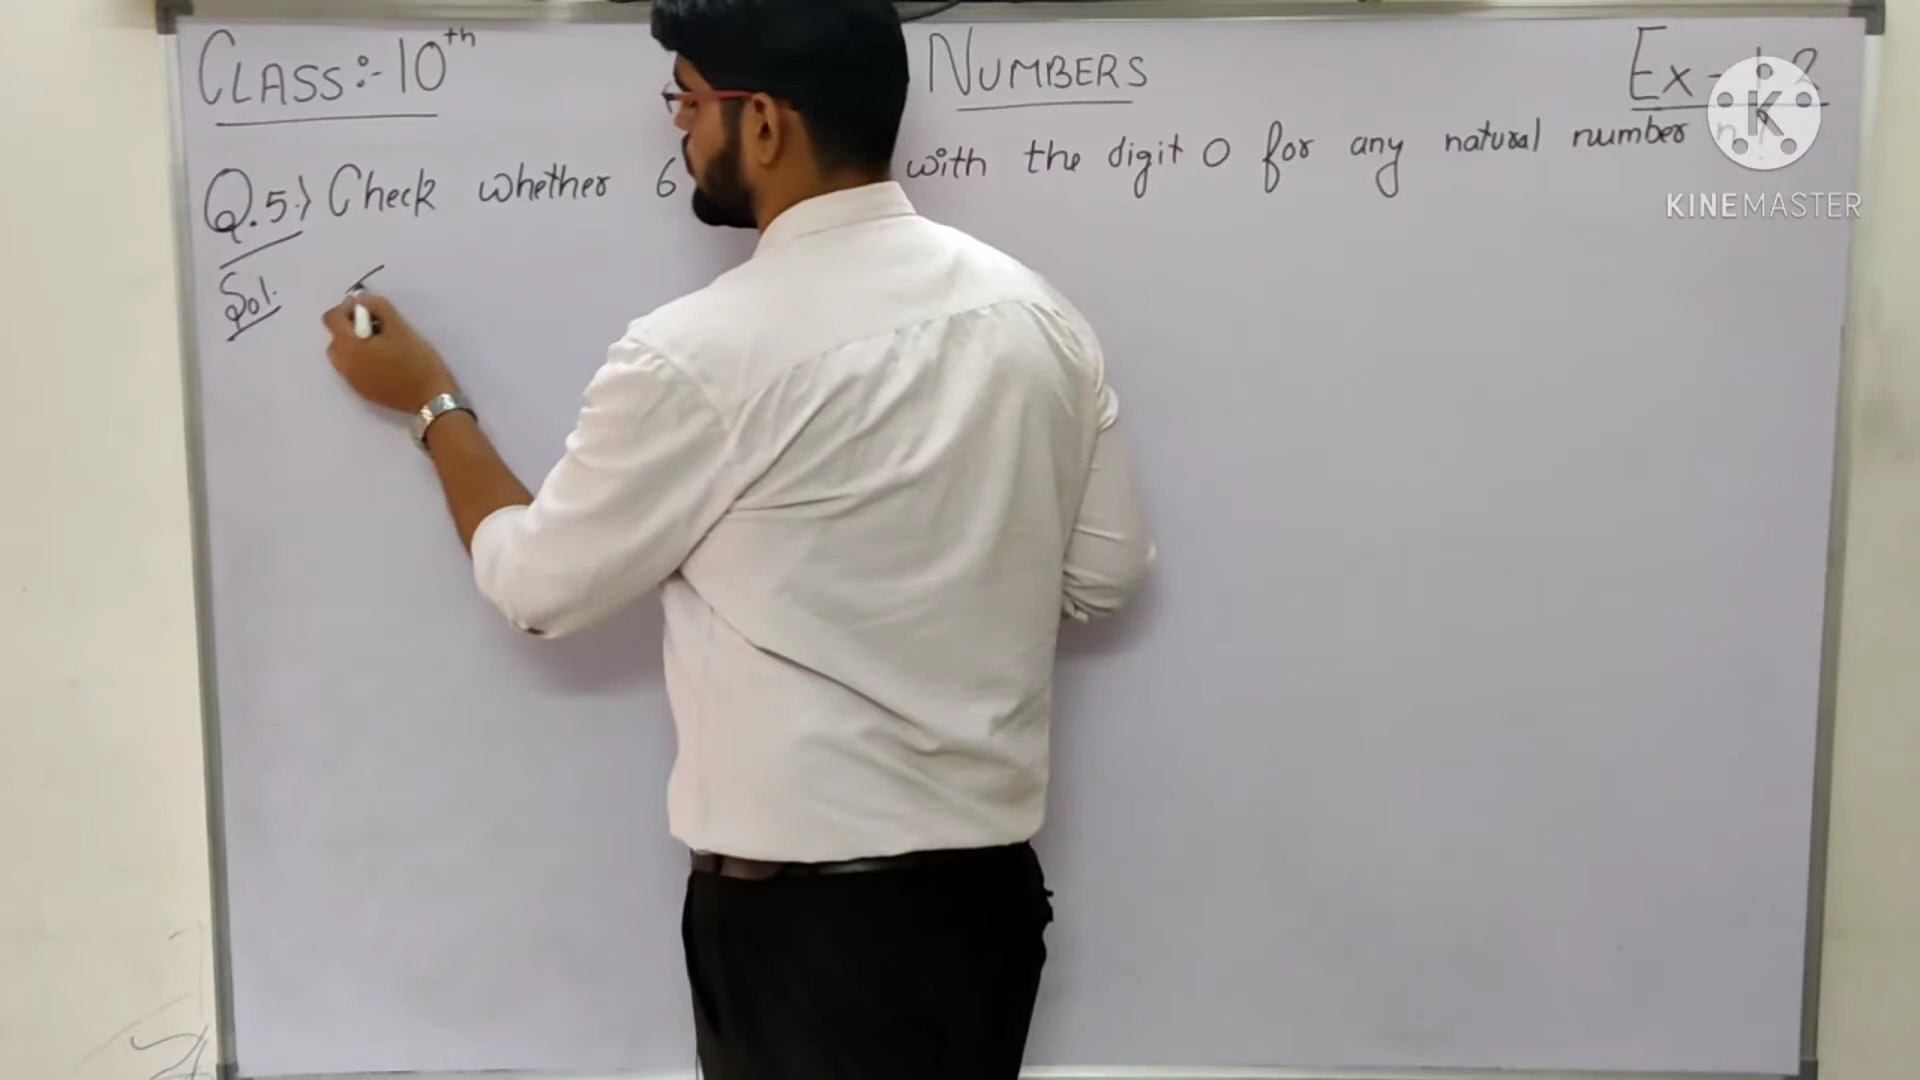 CLASS:-10th NUMBERS Ex-
Q.5.) Check whether 6 with the digit 0 for any natural number
Sol.
K
KINEMASTER